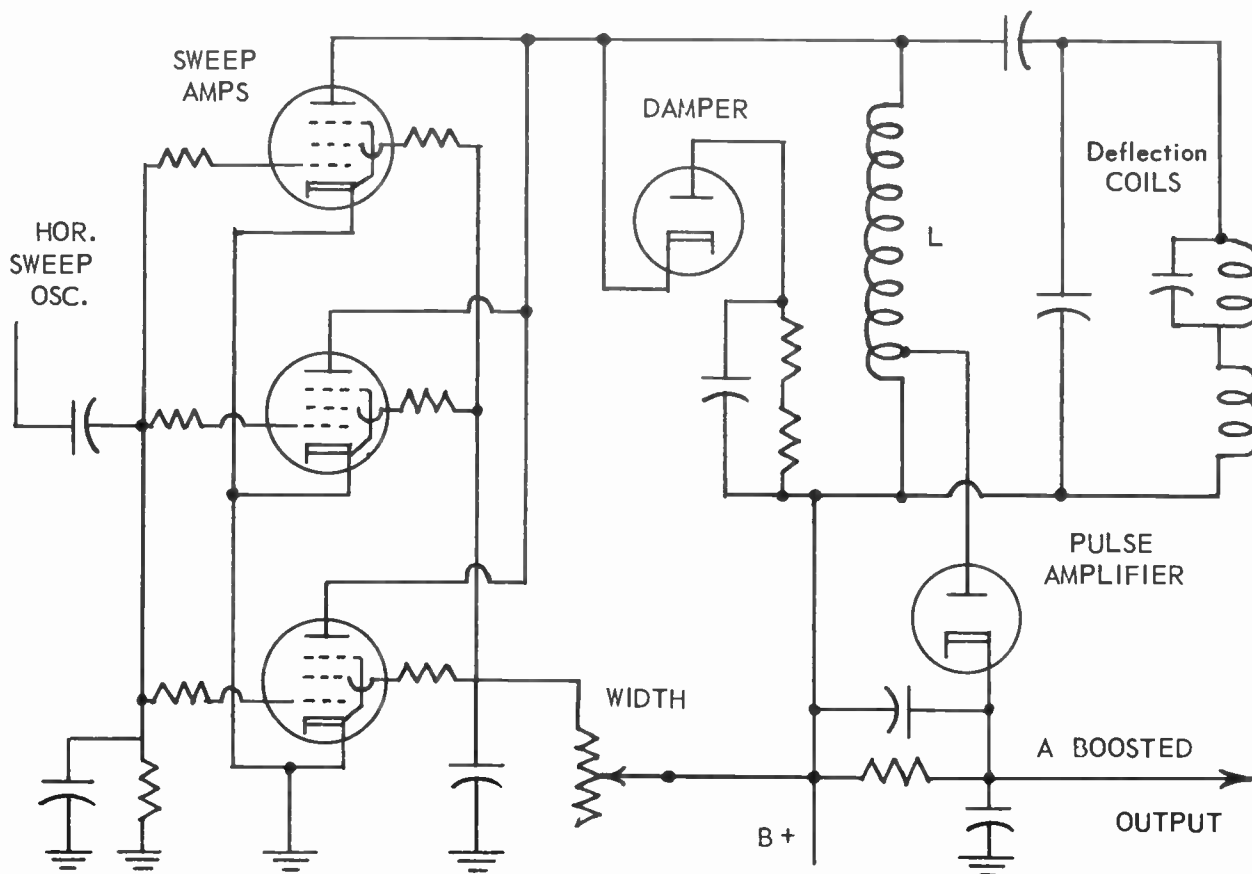 SWEEP
AMPS
DAMPER
Deflection
COILS
HOR.
SWEEP
OSC.
L
PULSE
AMPLIFIER
WIDTH
A BOOSTED
OUTPUT
B +